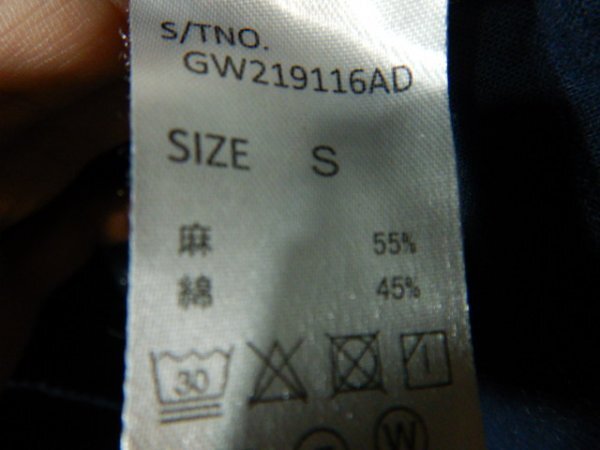 S/TNO.
GW219116AD
SIZE S
麻 55%
綿 45%
30
W